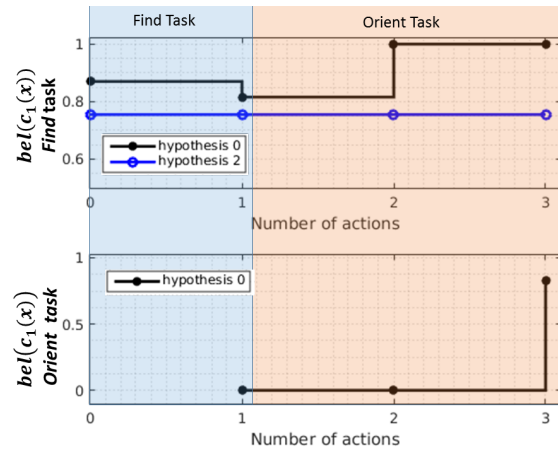 Find Task
Orient Task
bel(c₁(x))
Find task
1
0.8
0.6
hypothesis 0
hypothesis 2
0
1
2
3
Number of actions
bel(c₁(x))
Orient task
1
0.5
0
hypothesis 0
0
1
2
3
Number of actions